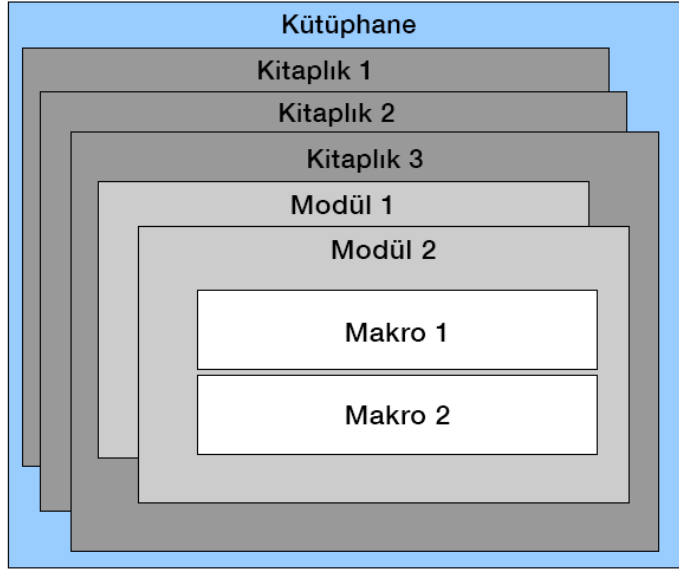 Kütüphane
Kitaplık 1
Kitaplık 2
Kitaplık 3
Modül 1
Modül 2
Makro 1
Makro 2